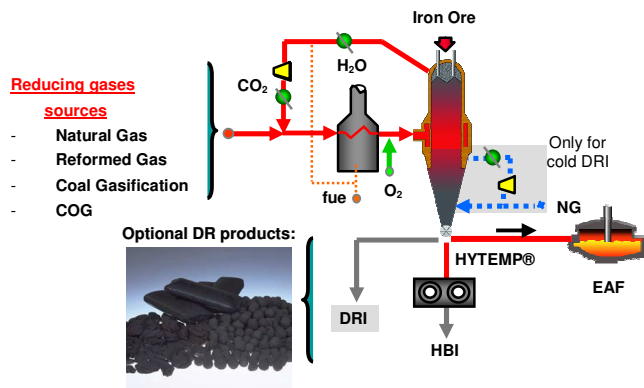 Iron Ore
H₂O
CO₂
Reducing gases
sources
- Natural Gas
- Reformed Gas
- Coal Gasification
- COG
fue
O₂
Only for
cold DRI
NG
Optional DR products:
HYTEMP®
EAF
DRI
HBI